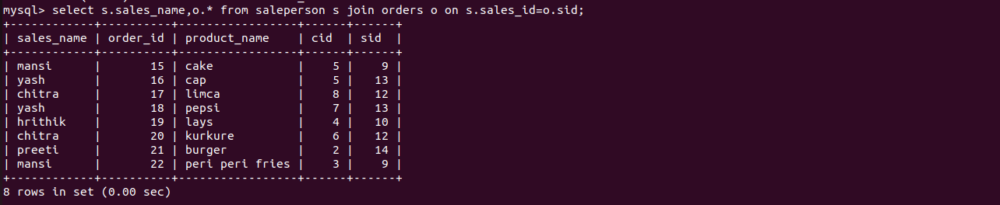 mysql> select s.sales_name,o.* from saleperson s join orders o on s.sales_id=o.sid;
+------------+----------+-----------------+------+------+
| sales_name | order_id | product_name    | cid  | sid  |
+------------+----------+-----------------+------+------+
| mansi      |       15 | cake            |    5 |    9 |
| yash       |       16 | cap             |    5 |   13 |
| chitra     |       17 | limca           |    8 |   12 |
| yash       |       18 | pepsi           |    7 |   13 |
| hrithik    |       19 | lays            |    4 |   10 |
| chitra     |       20 | kurkure         |    6 |   12 |
| preeti     |       21 | burger          |    2 |   14 |
| mansi      |       22 | peri peri fries |    3 |    9 |
+------------+----------+-----------------+------+------+
8 rows in set (0.00 sec)